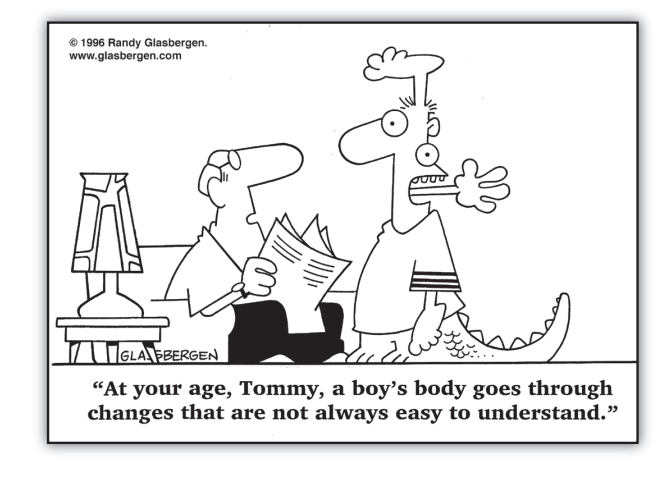 © 1996 Randy Glasbergen.
www.glasbergen.com
GLASBERGEN
“At your age, Tommy, a boy’s body goes through
changes that are not always easy to understand.”